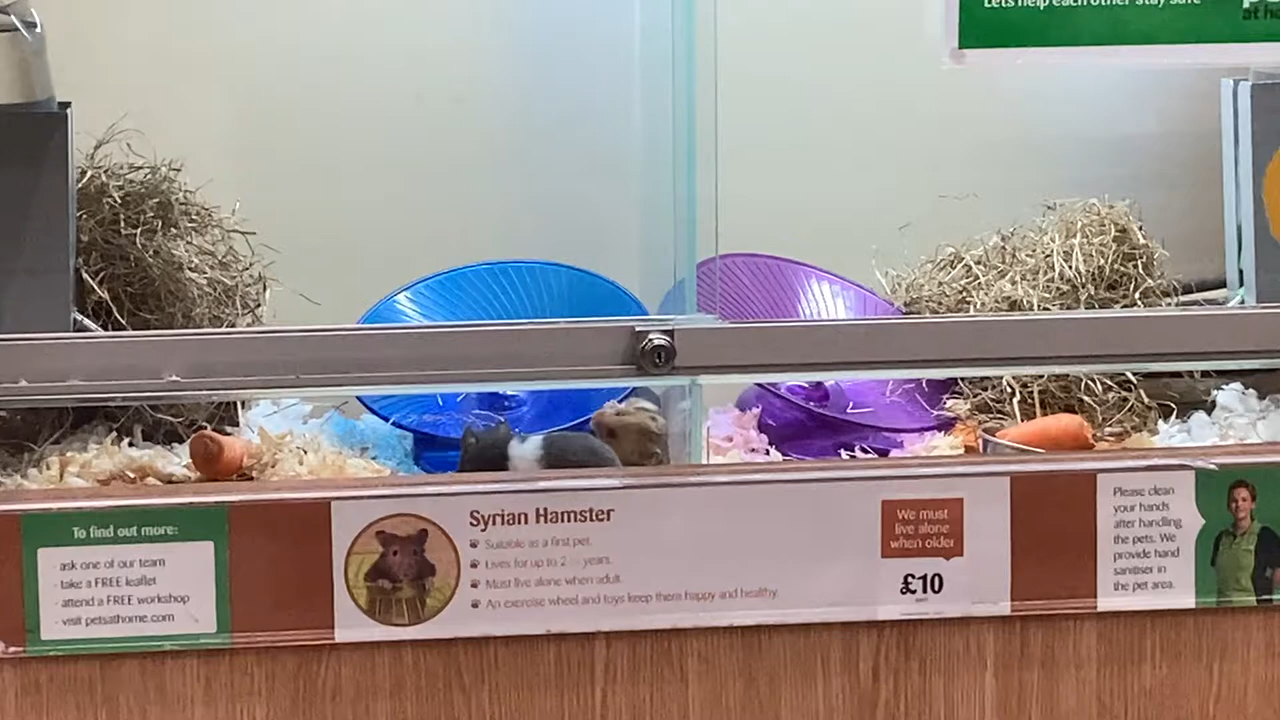 Lets help each other stay safe
at ho
To find out more:
- ask one of our team
- take a FREE leaflet
- attend a FREE workshop
- visit petsathome.com
Syrian Hamster
Suitable as a first pet.
Lives for up to 2 years.
Must live alone when adult.
An exercise wheel and toys keep them happy and healthy.
We must
live alone
when older
£10
Please clean
your hands
after handling
the pets. We
provide hand
sanitiser in
the pet area.